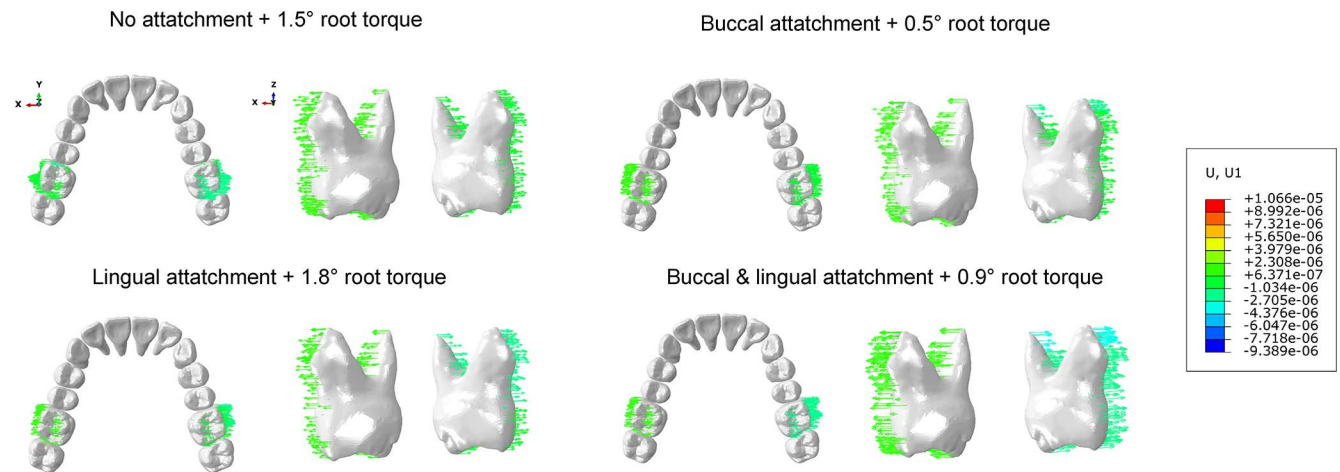 No attatchment + 1.5° root torque
Buccal attatchment + 0.5° root torque
Y
X
Z
X
U, U1
+1.066e-05
+8.992e-06
+7.321e-06
+5.650e-06
+3.979e-06
+2.308e-06
+6.371e-07
-1.034e-06
-2.705e-06
-4.376e-06
-6.047e-06
-7.718e-06
-9.389e-06
Lingual attatchment + 1.8° root torque
Buccal & lingual attatchment + 0.9° root torque